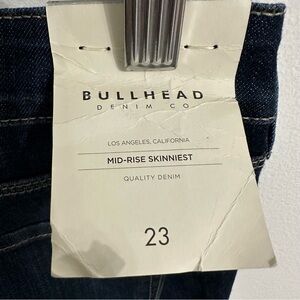 BULLHEAD
DENIM CO
LOS ANGELES, CALIFORNIA
MID-RISE SKINNIEST
QUALITY DENIM
23